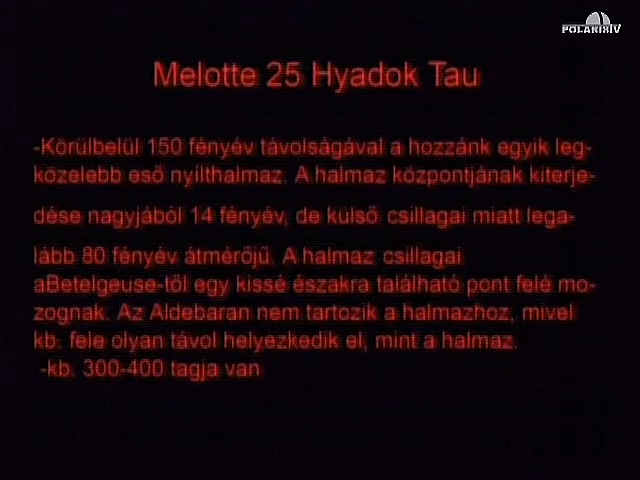 POLARIXIV
Melotte 25 Hyadok Tau
-Körülbelül 150 fényév távolságával a hozzánk egyik leg-
közelebb eső nyílthalmaz. A halmaz központjának kiterje-
dése nagyjából 14 fényév, de külső csillagai miatt lega-
lább 80 fényév átmérőjű. A halmaz csillagai
aBetelgeuse-től egy kissé északra található pont felé mo-
zognak. Az Aldebaran nem tartozik a halmazhoz, mivel
kb. fele olyan távol helyezkedik el, mint a halmaz.
-kb. 300-400 tagja van